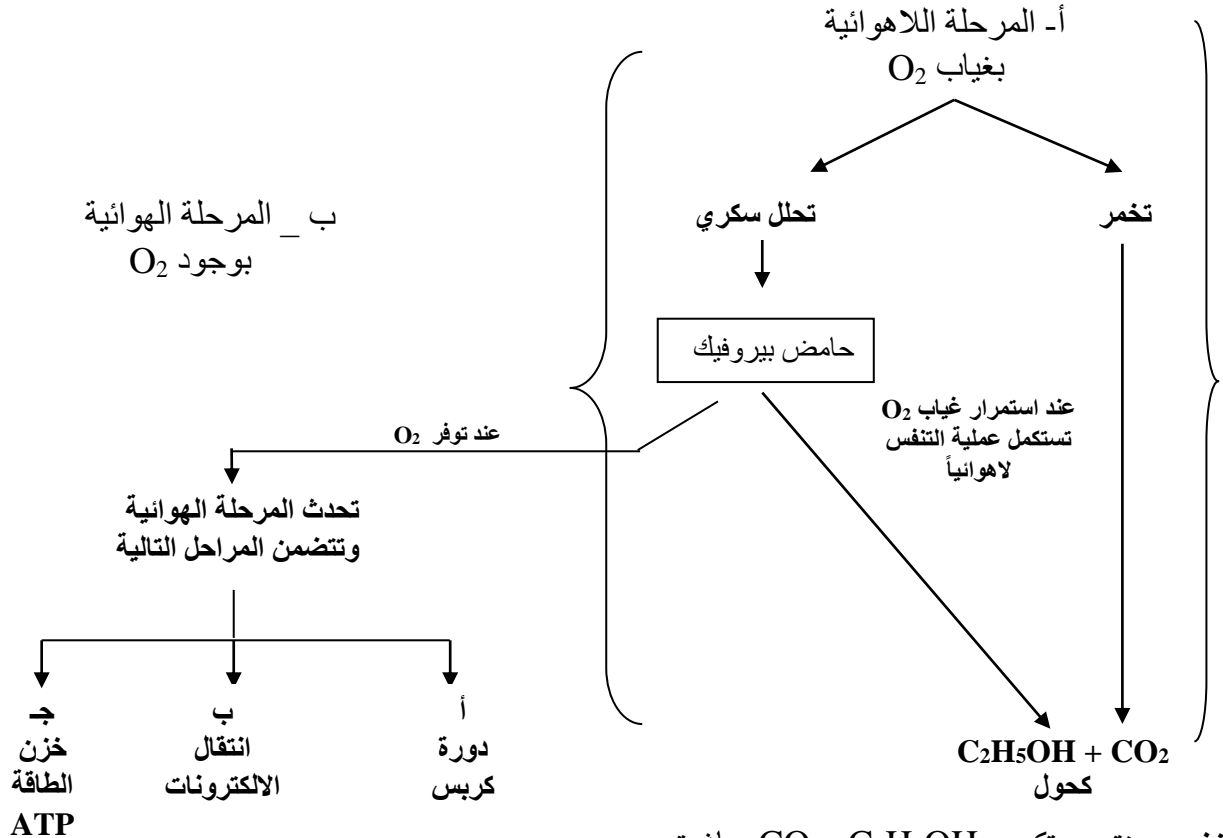 أ- المرحلة اللاهوائية
بغياب O₂
تخمر
تحلل سكري
ب _ المرحلة الهوائية
بوجود O₂
حامض بيروفيك
عند استمرار غياب O₂
تستكمل عملية التنفس
لاهوائياً
عند توفر O₂
تحدث المرحلة الهوائية
وتتضمن المراحل التالية
أ
دورة
كربس
ب
انتقال
الالكترونات
جـ
خزن
الطاقة
ATP
C₂H₅OH + CO₂
كحول